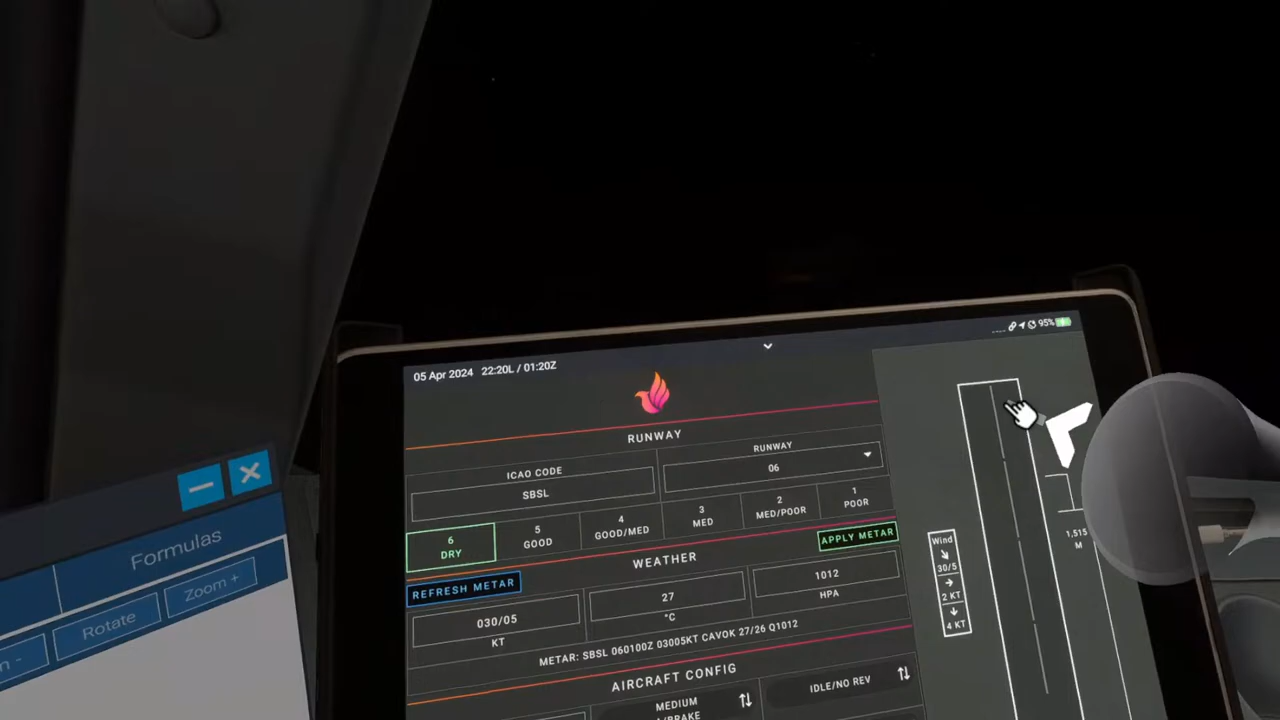 05 Apr 2024 22:20L / 01:20Z
95%
RUNWAY
ICAO CODE
SBSL
RUNWAY
06
6
DRY
5
GOOD
4
GOOD/MED
3
MED
2
MED/POOR
1
POOR
WEATHER
APPLY METAR
REFRESH METAR
030/05
KT
27
°C
1012
HPA
METAR: SBSL 060100Z 03005KT CAVOK 27/26 Q1012
AIRCRAFT CONFIG
MEDIUM
IDLE/NO REV
Wind
30/5
2 KT
4 KT
1,515
M
Formulas
Rotate
Zoom +